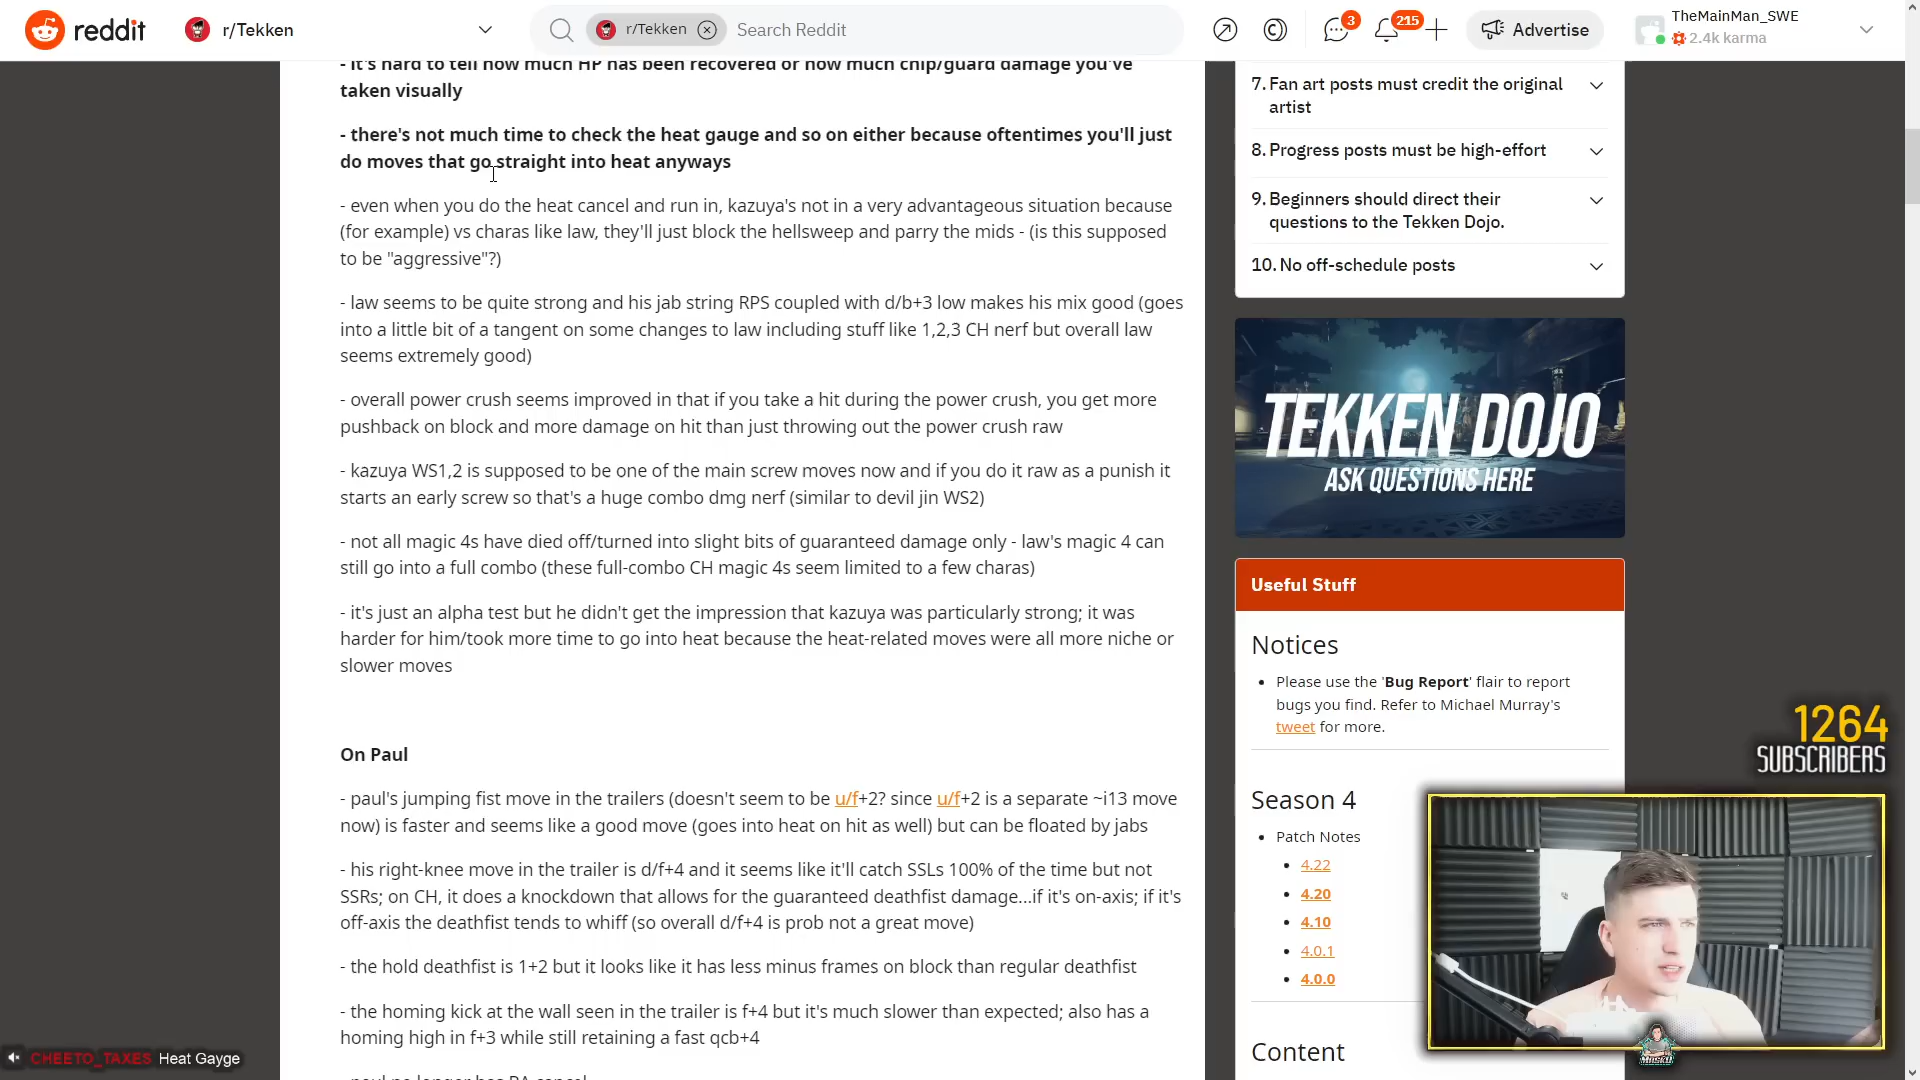 reddit
r/Tekken
r/Tekken
Search Reddit
3
215
Advertise
TheMainMan_SWE
2.4k karma
- it's hard to tell how much HP has been recovered or how much chip/guard damage you've
taken visually
- there's not much time to check the heat gauge and so on either because oftentimes you'll just
do moves that go straight into heat anyways
- even when you do the heat cancel and run in, kazuya's not in a very advantageous situation because
(for example) vs charas like law, they'll just block the hellsweep and parry the mids - (is this supposed
to be "aggressive"?)
- law seems to be quite strong and his jab string RPS coupled with d/b+3 low makes his mix good (goes
into a little bit of a tangent on some changes to law including stuff like 1,2,3 CH nerf but overall law
seems extremely good)
- overall power crush seems improved in that if you take a hit during the power crush, you get more
pushback on block and more damage on hit than just throwing out the power crush raw
- kazuya WS1,2 is supposed to be one of the main screw moves now and if you do it raw as a punish it
starts an early screw so that's a huge combo dmg nerf (similar to devil jin WS2)
- not all magic 4s have died off/turned into slight bits of guaranteed damage only - law's magic 4 can
still go into a full combo (these full-combo CH magic 4s seem limited to a few charas)
- it's just an alpha test but he didn't get the impression that kazuya was particularly strong; it was
harder for him/took more time to go into heat because the heat-related moves were all more niche or
slower moves
On Paul
- paul's jumping fist move in the trailers (doesn't seem to be u/f+2? since u/f+2 is a separate ~i13 move
now) is faster and seems like a good move (goes into heat on hit as well) but can be floated by jabs
- his right-knee move in the trailer is d/f+4 and it seems like it'll catch SSLs 100% of the time but not
SSRs; on CH, it does a knockdown that allows for the guaranteed deathfist damage...if it's on-axis; if it's
off-axis the deathfist tends to whiff (so overall d/f+4 is prob not a great move)
- the hold deathfist is 1+2 but it looks like it has less minus frames on block than regular deathfist
- the homing kick at the wall seen in the trailer is f+4 but it's much slower than expected; also has a
homing high in f+3 while still retaining a fast qcb+4
- paul no longer has RA cancel
7. Fan art posts must credit the original
artist
8. Progress posts must be high-effort
9. Beginners should direct their
questions to the Tekken Dojo.
10. No off-schedule posts
TEKKEN DOJO
ASK QUESTIONS HERE
Useful Stuff
Notices
• Please use the 'Bug Report' flair to report
bugs you find. Refer to Michael Murray's
tweet for more.
Season 4
• Patch Notes
• 4.22
• 4.20
• 4.10
• 4.0.1
• 4.0.0
Content
1264
SUBSCRIBERS
CHEETO_TAXES Heat Gayge